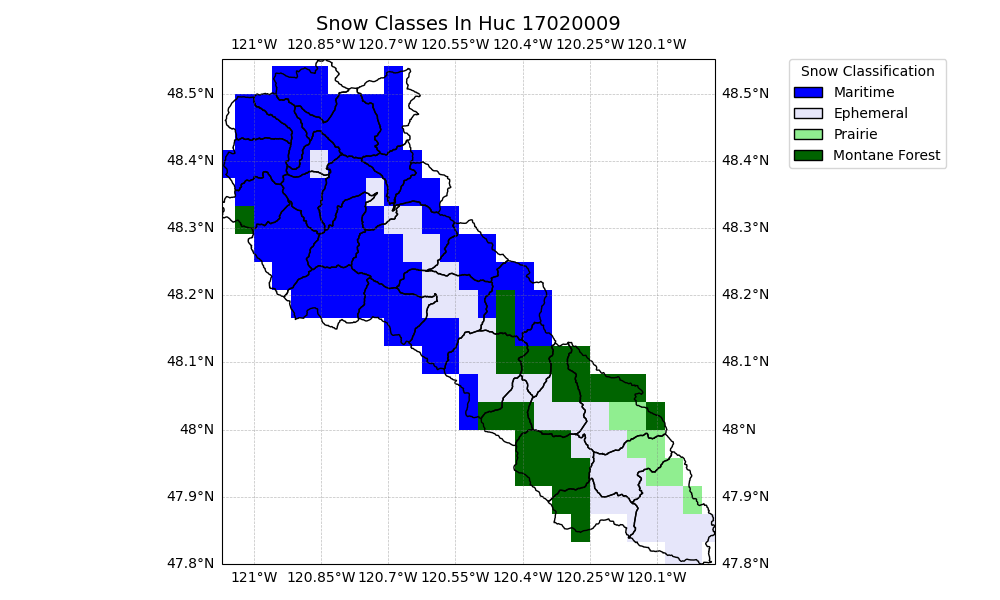 Snow Classes In Huc 17020009
121°W 120.85°W 120.7°W 120.55°W 120.4°W 120.25°W 120.1°W
Snow Classification
Maritime
Ephemeral
Prairie
Montane Forest
48.5°N 48.5°N
48.4°N 48.4°N
48.3°N 48.3°N
48.2°N 48.2°N
48.1°N 48.1°N
48°N 48°N
47.9°N 47.9°N
47.8°N 47.8°N
121°W 120.85°W 120.7°W 120.55°W 120.4°W 120.25°W 120.1°W